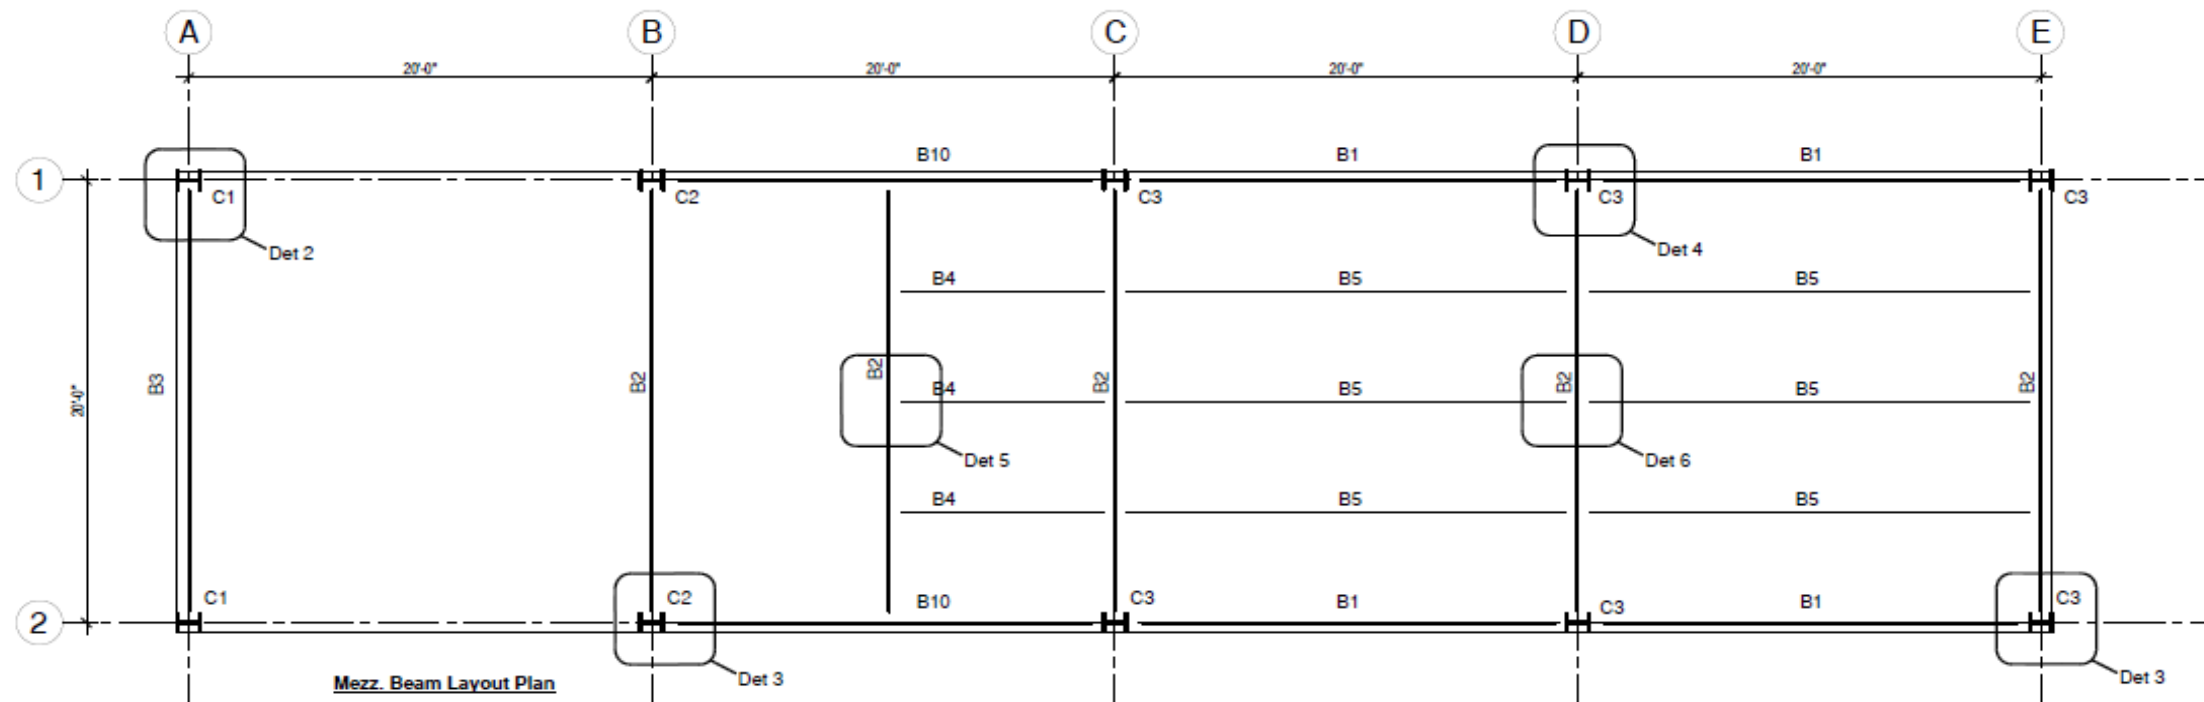 A B C D E
20'-0" 20'-0" 20'-0" 20'-0"
B10 B1 B1
1
C1 C2 C3 C3 C3
Det 2 Det 4
B4 B5 B5
20'-0" B3 B2 B2 B2 B2 B2
B4 B5 B5
Det 5 Det 6
B4 B5 B5
C1 C2 C3 C3 C3
B10 B1 B1
2
Det 3 Det 3
Mezz. Beam Layout Plan